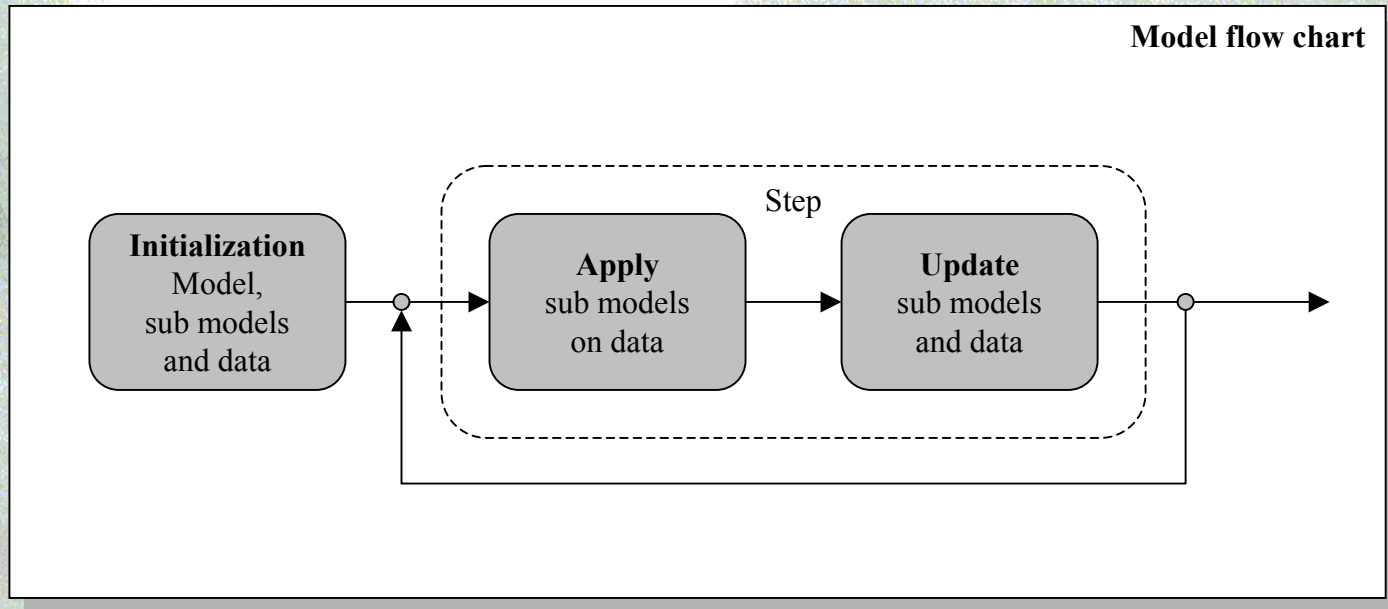 Model flow chart
Step
Initialization
Model,
sub models
and data
Apply
sub models
on data
Update
sub models
and data